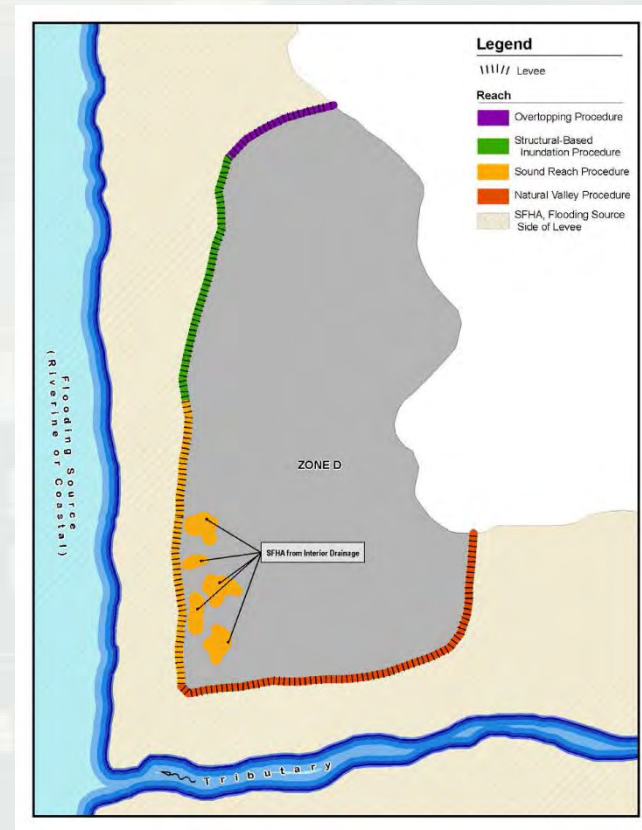 Legend
Levee
Reach
Overtopping Procedure
Structural-Based
Inundation Procedure
Sound Reach Procedure
Natural Valley Procedure
SFHA, Flooding Source
Side of Levee
Flooding Source
(Riverine or Coastal)
ZONE D
SFHA from Interior Drainage
Tributary